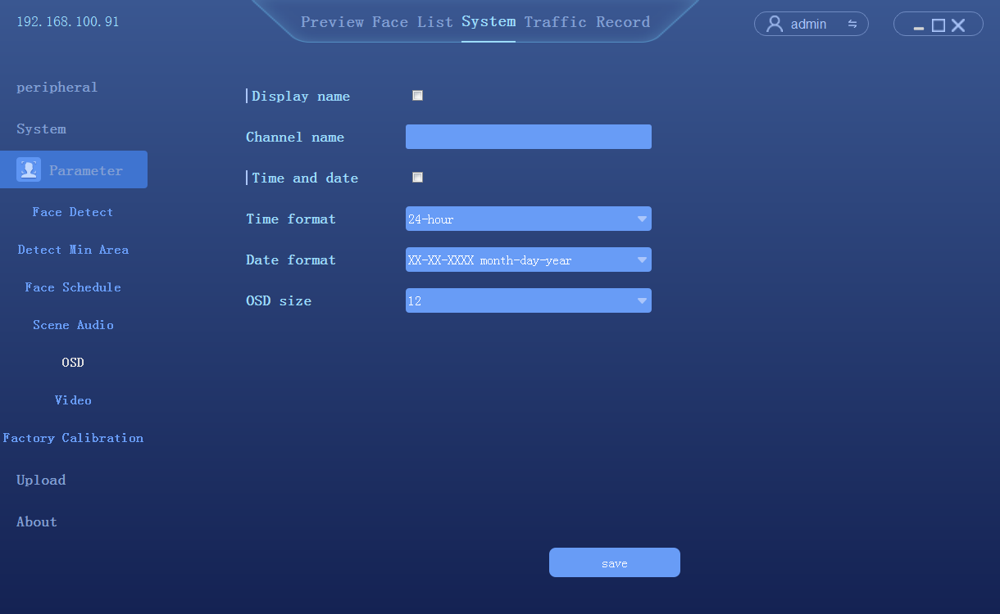 192.168.100.91
Preview Face List System Traffic Record
admin
peripheral
System
Parameter
Face Detect
Detect Min Area
Face Schedule
Scene Audio
OSD
Video
Factory Calibration
Upload
About
Display name
Channel name
Time and date
Time format 24-hour
Date format XX-XX-XXXX month-day-year
OSD size 12
save